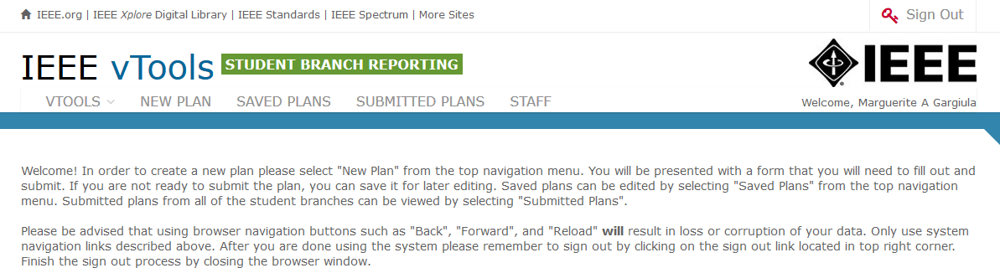 IEEE.org | IEEE Xplore Digital Library | IEEE Standards | IEEE Spectrum | More Sites
Sign Out
IEEE vTools STUDENT BRANCH REPORTING
IEEE
VTOOLS NEW PLAN SAVED PLANS SUBMITTED PLANS STAFF
Welcome, Marguerite A Gargiula
Welcome! In order to create a new plan please select "New Plan" from the top navigation menu. You will be presented with a form that you will need to fill out and
submit. If you are not ready to submit the plan, you can save it for later editing. Saved plans can be edited by selecting "Saved Plans" from the top navigation
menu. Submitted plans from all of the student branches can be viewed by selecting "Submitted Plans".
Please be advised that using browser navigation buttons such as "Back", "Forward", and "Reload" will result in loss or corruption of your data. Only use system
navigation links described above. After you are done using the system please remember to sign out by clicking on the sign out link located in top right corner.
Finish the sign out process by closing the browser window.